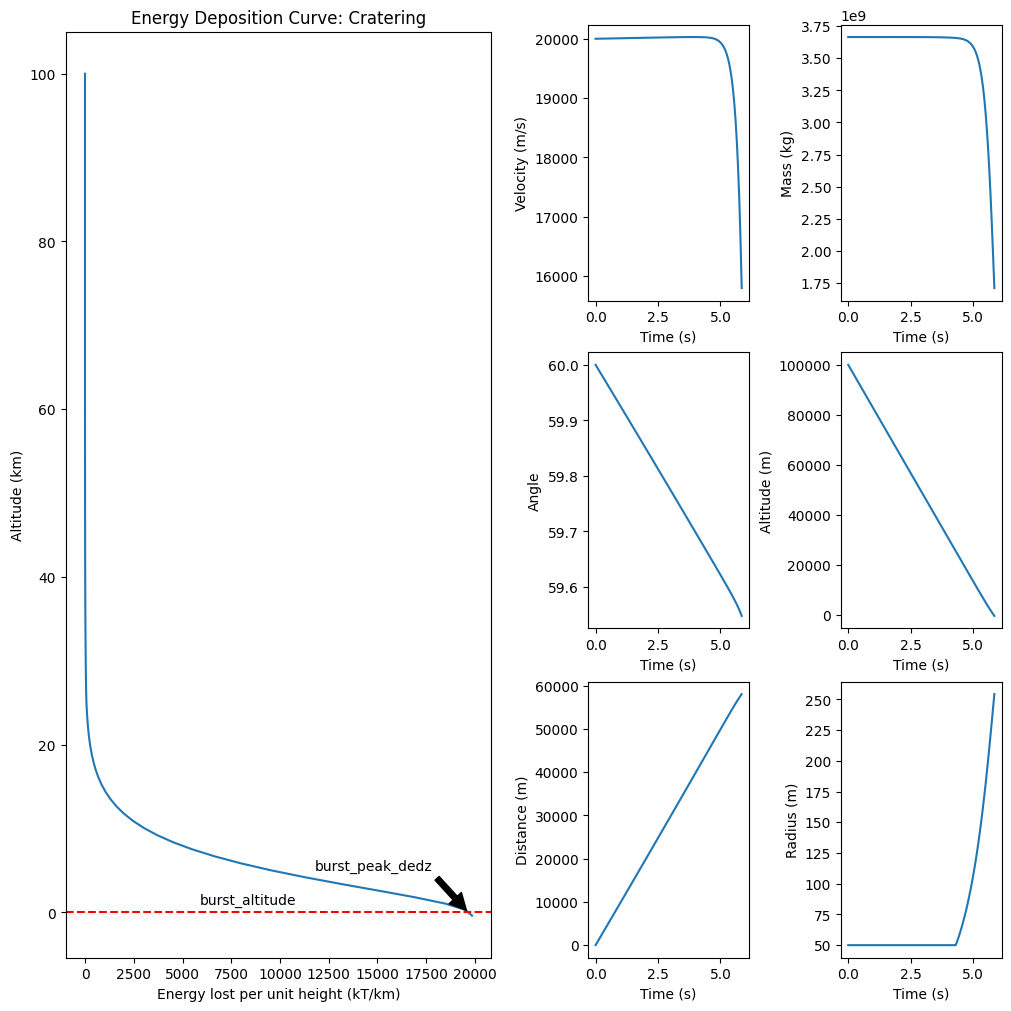 Energy Deposition Curve: Cratering
100
80
60
40
20
0
Altitude (km)
burst_peak_dedz
burst_altitude
0 2500 5000 7500 10000 12500 15000 17500 20000
Energy lost per unit height (kT/km)
20000
19000
18000
17000
16000
Velocity (m/s)
0.0 2.5 5.0
Time (s)
1e9
3.75
3.50
3.25
3.00
2.75
2.50
2.25
2.00
1.75
Mass (kg)
0.0 2.5 5.0
Time (s)
60.0
59.9
59.8
59.7
59.6
Angle
0.0 2.5 5.0
Time (s)
100000
80000
60000
40000
20000
0
Altitude (m)
0.0 2.5 5.0
Time (s)
60000
50000
40000
30000
20000
10000
0
Distance (m)
0.0 2.5 5.0
Time (s)
250
225
200
175
150
125
100
75
50
Radius (m)
0.0 2.5 5.0
Time (s)